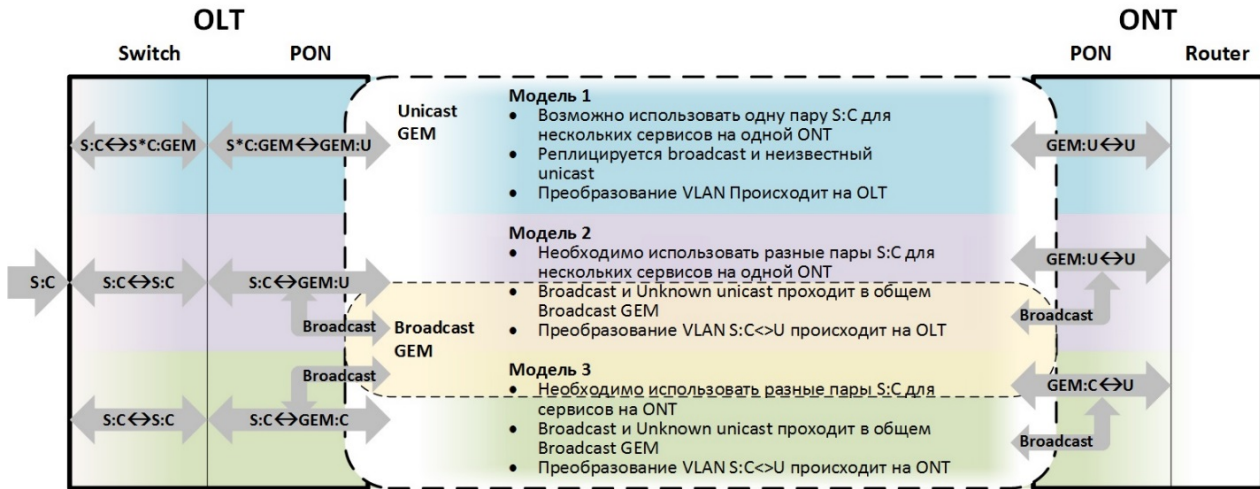 OLT
ONT
Switch
PON
PON
Router
Unicast
GEM
Модель 1
• Возможно использовать одну пару S:C для
нескольких сервисов на одной ONT
• Реплицируется broadcast и неизвестный
unicast
• Преобразование VLAN Происходит на OLT
S:C↔S*C:GEM
S*C:GEM↔GEM:U
GEM:U↔U
Модель 2
• Необходимо использовать разные пары S:C для
нескольких сервисов на одной ONT
• Broadcast и Unknown unicast проходит в общем
Broadcast GEM
• Преобразование VLAN S:C<>U происходит на OLT
S:C
S:C↔S:C
S:C↔GEM:U
GEM:U↔U
Broadcast
Broadcast
GEM
Broadcast
Broadcast
Модель 3
• Необходимо использовать разные пары S:C для
сервисов на ONT
• Broadcast и Unknown unicast проходит в общем
Broadcast GEM
• Преобразование VLAN S:C<>U происходит на ONT
S:C↔S:C
S:C↔GEM:C
GEM:C↔U
Broadcast